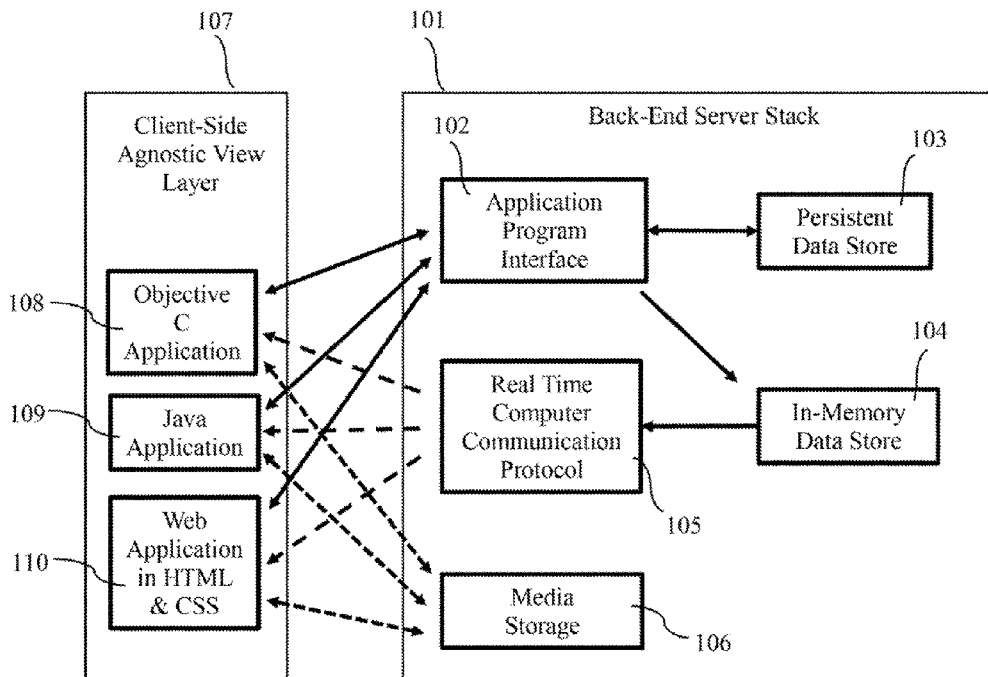 107
101
Client-Side
Agnostic View
Layer
Back-End Server Stack
102
Application
Program
Interface
103
Persistent
Data Store
108
Objective
C
Application
109
Java
Application
110
Web
Application
in HTML
& CSS
Real Time
Computer
Communication
Protocol
105
104
In-Memory
Data Store
Media
Storage
106